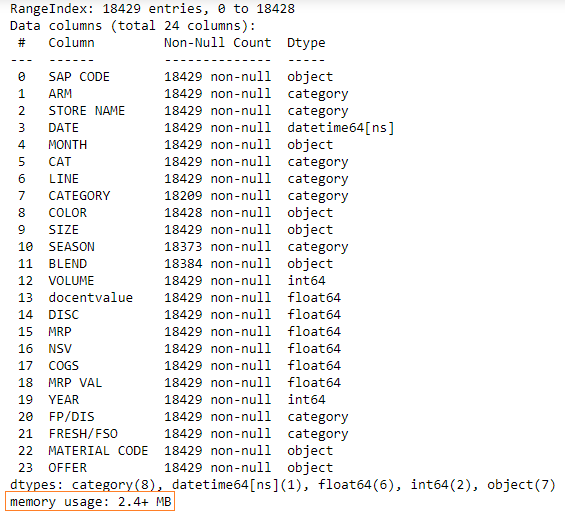 RangeIndex: 18429 entries, 0 to 18428
Data columns (total 24 columns):
 #   Column         Non-Null Count  Dtype
---  ------         --------------  -----
 0   SAP CODE       18429 non-null  object
 1   ARM            18429 non-null  category
 2   STORE NAME     18429 non-null  category
 3   DATE           18429 non-null  datetime64[ns]
 4   MONTH          18429 non-null  object
 5   CAT            18429 non-null  category
 6   LINE           18429 non-null  category
 7   CATEGORY       18209 non-null  category
 8   COLOR          18428 non-null  object
 9   SIZE           18429 non-null  object
 10  SEASON         18373 non-null  category
 11  BLEND          18384 non-null  object
 12  VOLUME         18429 non-null  int64
 13  docentvalue    18429 non-null  float64
 14  DISC           18429 non-null  float64
 15  MRP            18429 non-null  float64
 16  NSV            18429 non-null  float64
 17  COGS           18429 non-null  float64
 18  MRP VAL        18429 non-null  float64
 19  YEAR           18429 non-null  int64
 20  FP/DIS         18429 non-null  category
 21  FRESH/FSO      18429 non-null  category
 22  MATERIAL CODE  18429 non-null  object
 23  OFFER          18429 non-null  object
dtypes: category(8), datetime64[ns](1), float64(6), int64(2), object(7)
memory usage: 2.4+ MB